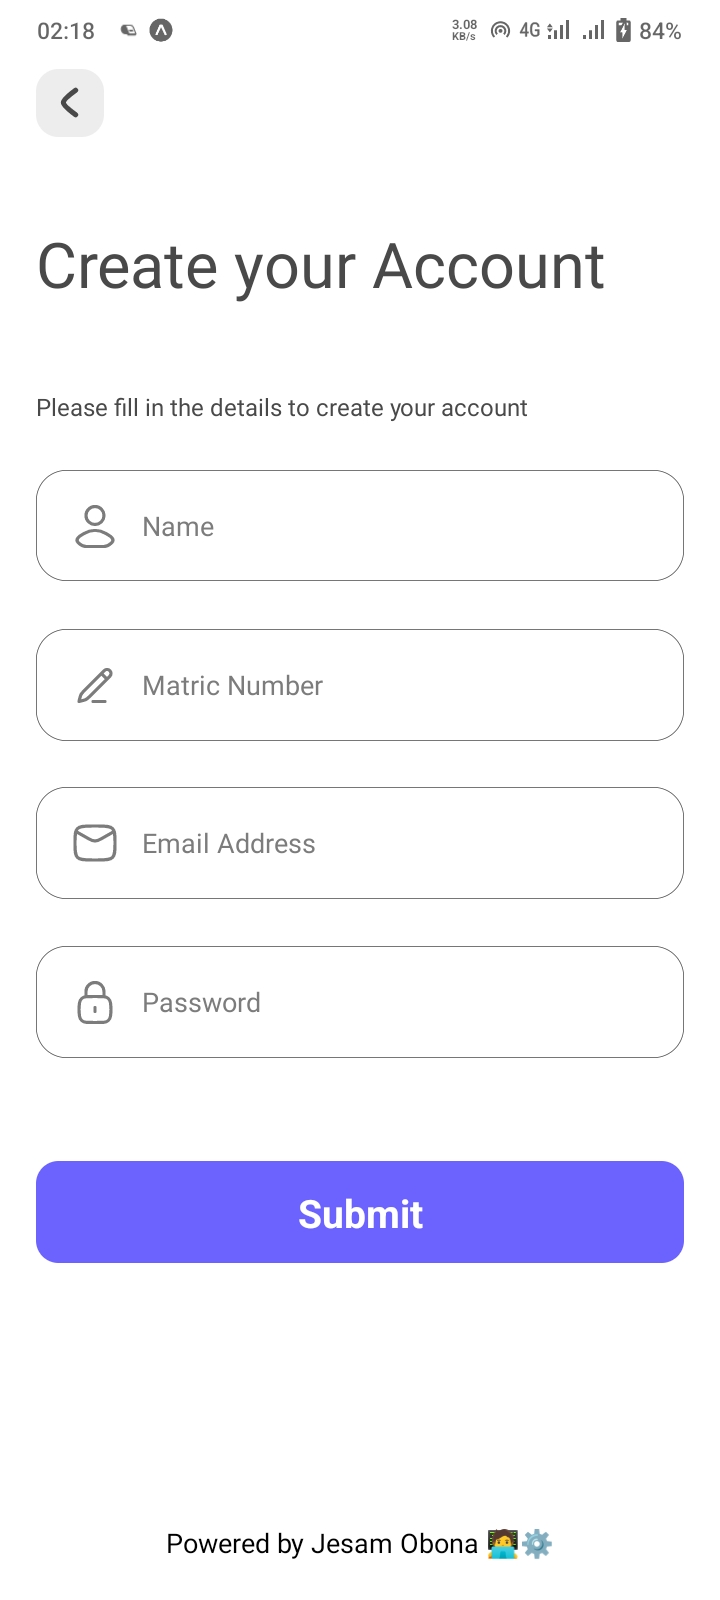 02:18 3.08 KB/s 4G 84%
Create your Account
Please fill in the details to create your account
Name
Matric Number
Email Address
Password
Submit
Powered by Jesam Obona 🧑‍💻⚙️